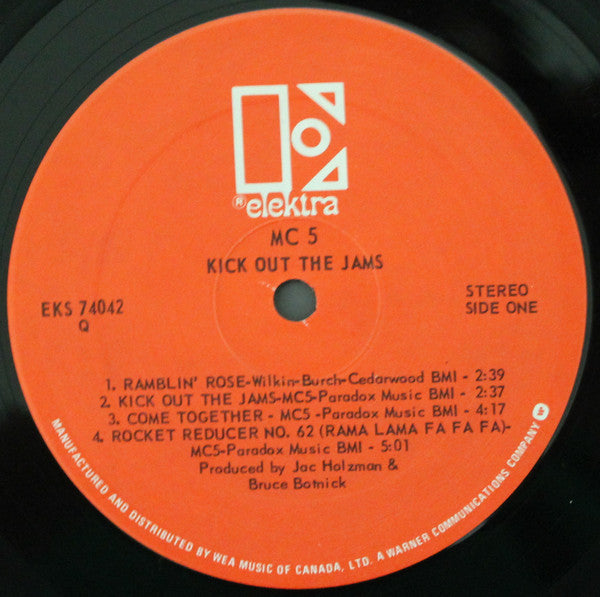 ® elektra
MC 5
KICK OUT THE JAMS
EKS 74042
Q
STEREO
SIDE ONE
1. RAMBLIN' ROSE-Wilkin-Burch-Cedarwood BMI - 2:39
2. KICK OUT THE JAMS-MC5-Paradox Music BMI - 2:37
3. COME TOGETHER - MC5 -Paradox Music BMI - 4:17
4. ROCKET REDUCER NO. 62 (RAMA LAMA FA FA FA)-
MC5-Paradox Music BMI - 5:01
Produced by Jac Holzman &
Bruce Botnick
MANUFACTURED AND DISTRIBUTED BY WEA MUSIC OF CANADA, LTD. A WARNER COMMUNICATIONS COMPANY